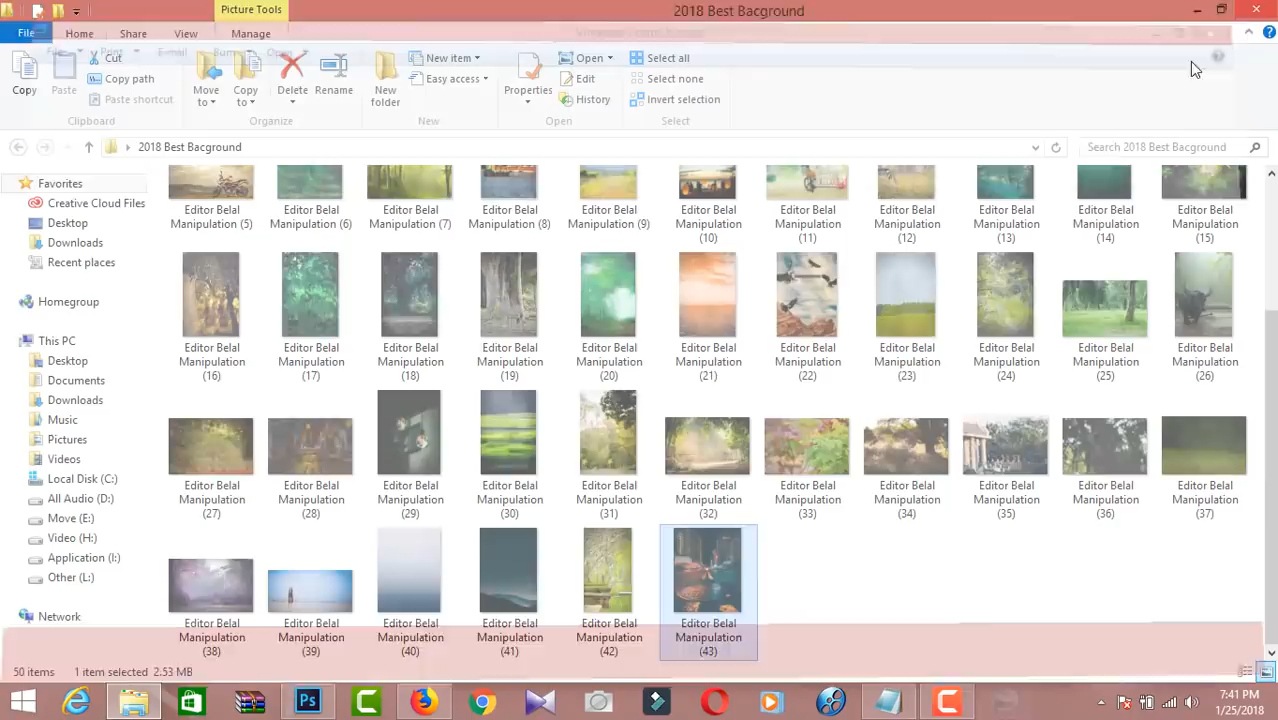 Picture Tools
2018 Best Bacground
File
Home
Share
View
Manage
Copy
Paste
Cut
Copy path
Paste shortcut
Clipboard
Move to
Copy to
Delete
Rename
Organize
New folder
New item
Easy access
New
Properties
Open
Edit
History
Open
Select all
Select none
Invert selection
Select
2018 Best Bacground
Search 2018 Best Bacground
Favorites
Creative Cloud Files
Desktop
Downloads
Recent places
Homegroup
This PC
Desktop
Documents
Downloads
Music
Pictures
Videos
Local Disk (C:)
All Audio (D:)
Move (E:)
Video (H:)
Application (I:)
Other (L:)
Network
Editor Belal Manipulation (5)
Editor Belal Manipulation (6)
Editor Belal Manipulation (7)
Editor Belal Manipulation (8)
Editor Belal Manipulation (9)
Editor Belal Manipulation (10)
Editor Belal Manipulation (11)
Editor Belal Manipulation (12)
Editor Belal Manipulation (13)
Editor Belal Manipulation (14)
Editor Belal Manipulation (15)
Editor Belal Manipulation (16)
Editor Belal Manipulation (17)
Editor Belal Manipulation (18)
Editor Belal Manipulation (19)
Editor Belal Manipulation (20)
Editor Belal Manipulation (21)
Editor Belal Manipulation (22)
Editor Belal Manipulation (23)
Editor Belal Manipulation (24)
Editor Belal Manipulation (25)
Editor Belal Manipulation (26)
Editor Belal Manipulation (27)
Editor Belal Manipulation (28)
Editor Belal Manipulation (29)
Editor Belal Manipulation (30)
Editor Belal Manipulation (31)
Editor Belal Manipulation (32)
Editor Belal Manipulation (33)
Editor Belal Manipulation (34)
Editor Belal Manipulation (35)
Editor Belal Manipulation (36)
Editor Belal Manipulation (37)
Editor Belal Manipulation (38)
Editor Belal Manipulation (39)
Editor Belal Manipulation (40)
Editor Belal Manipulation (41)
Editor Belal Manipulation (42)
Editor Belal Manipulation (43)
50 items
1 item selected 2.53 MB
Ps
7:41 PM
1/25/2018